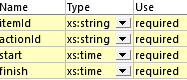 Name Type Use
itemId xs:string required
actionId xs:string required
start xs:time required
finish xs:time required